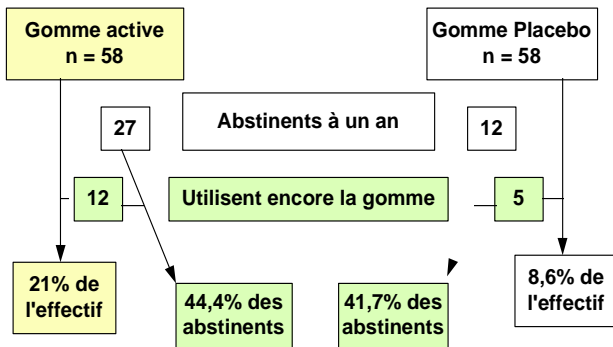 Gomme active
n = 58
Gomme Placebo
n = 58
27
Abstinents à un an
12
12
Utilisent encore la gomme
5
21% de
l'effectif
44,4% des
abstinents
41,7% des
abstinents
8,6% de
l'effectif